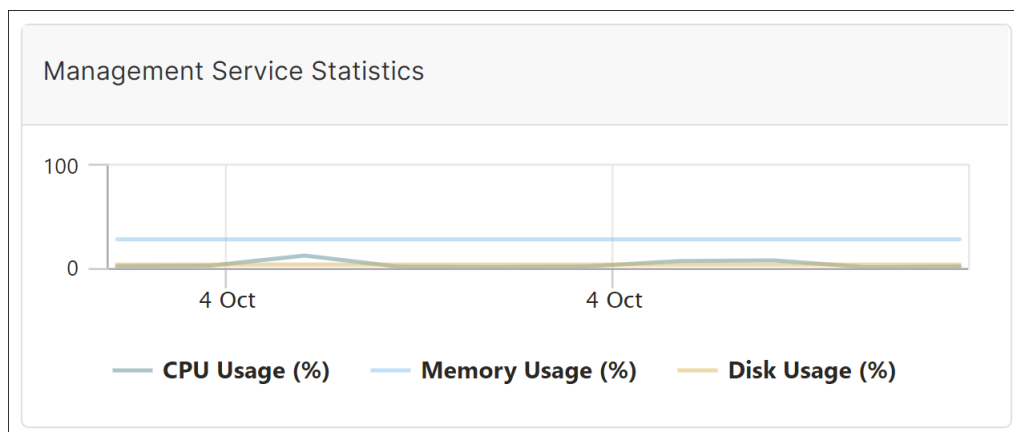 Management Service Statistics
100
0
4 Oct 4 Oct
CPU Usage (%) Memory Usage (%) Disk Usage (%)